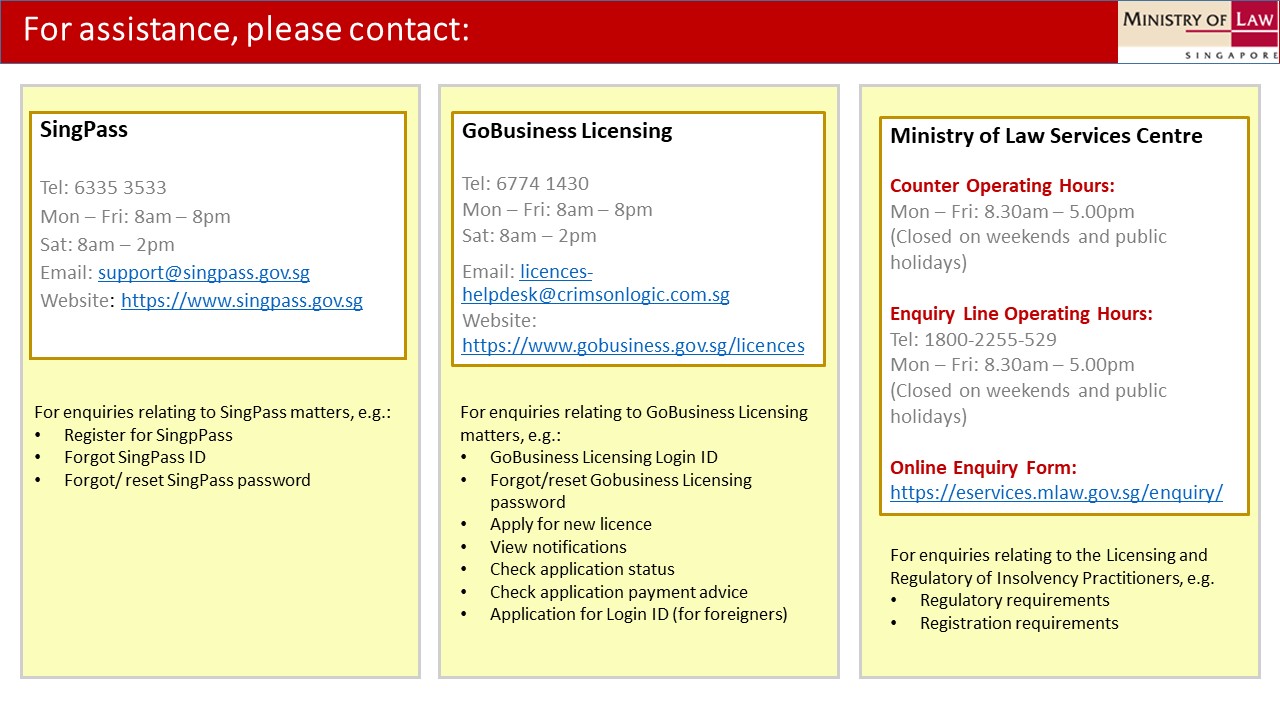 For assistance, please contact:
MINISTRY OF LAW
SINGAPORE
SingPass
Tel: 6335 3533
Mon – Fri: 8am – 8pm
Sat: 8am – 2pm
Email: support@singpass.gov.sg
Website: https://www.singpass.gov.sg
For enquiries relating to SingPass matters, e.g.:
• Register for SingpPass
• Forgot SingPass ID
• Forgot/ reset SingPass password
GoBusiness Licensing
Tel: 6774 1430
Mon – Fri: 8am – 8pm
Sat: 8am – 2pm
Email: licences-
helpdesk@crimsonlogic.com.sg
Website:
https://www.gobusiness.gov.sg/licences
For enquiries relating to GoBusiness Licensing
matters, e.g.:
• GoBusiness Licensing Login ID
• Forgot/reset Gobusiness Licensing
password
• Apply for new licence
• View notifications
• Check application status
• Check application payment advice
• Application for Login ID (for foreigners)
Ministry of Law Services Centre
Counter Operating Hours:
Mon – Fri: 8.30am – 5.00pm
(Closed on weekends and public
holidays)
Enquiry Line Operating Hours:
Tel: 1800-2255-529
Mon – Fri: 8.30am – 5.00pm
(Closed on weekends and public
holidays)
Online Enquiry Form:
https://eservices.mlaw.gov.sg/enquiry/
For enquiries relating to the Licensing and
Regulatory of Insolvency Practitioners, e.g.
• Regulatory requirements
• Registration requirements